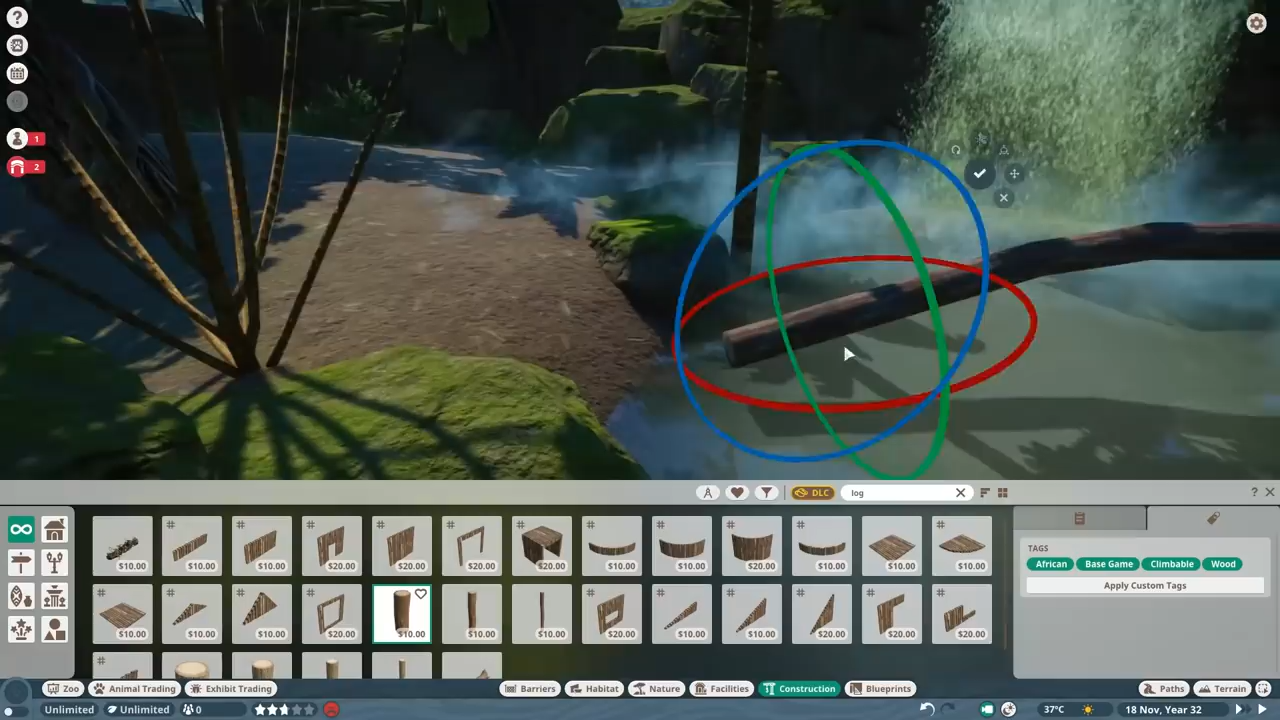 ?
1
2
DLC
log
?
$10.00 $10.00 $10.00 $20.00 $20.00 $10.00 $20.00 $10.00 $10.00 $20.00 $10.00 $10.00 $10.00
$10.00 $10.00 $10.00 $20.00 $10.00 $10.00 $10.00 $20.00 $10.00 $10.00 $20.00 $20.00 $20.00
TAGS
African Base Game Climbable Wood
Apply Custom Tags
Zoo Animal Trading Exhibit Trading Barriers Habitat Nature Facilities Construction Blueprints Paths Terrain
Unlimited Unlimited 0 37°C 18 Nov, Year 32